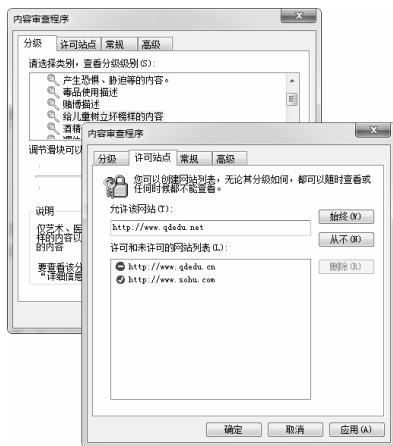 内容审查程序
分级 许可站点 常规 高级
请选择类别，查看分级级别(S):
产生恐惧、胁迫等的内容。
毒品使用描述
赌博描述
给儿童树立坏榜样的内容
酒精
调节滑块可以
说明
仅艺术、医
样的内容以
的内容
要查看该分
“详细信息
内容审查程序
分级 许可站点 常规 高级
您可以创建网站列表，无论其分级如何，都可以随时查看或
任何时候都不能查看。
允许该网站(T):
http://www.qdedu.net
始终(W)
从不(N)
许可和未许可的网站列表(L):
删除(R)
http://www.qdedu.cn
http://www.sohu.com
确定 取消 应用(A)